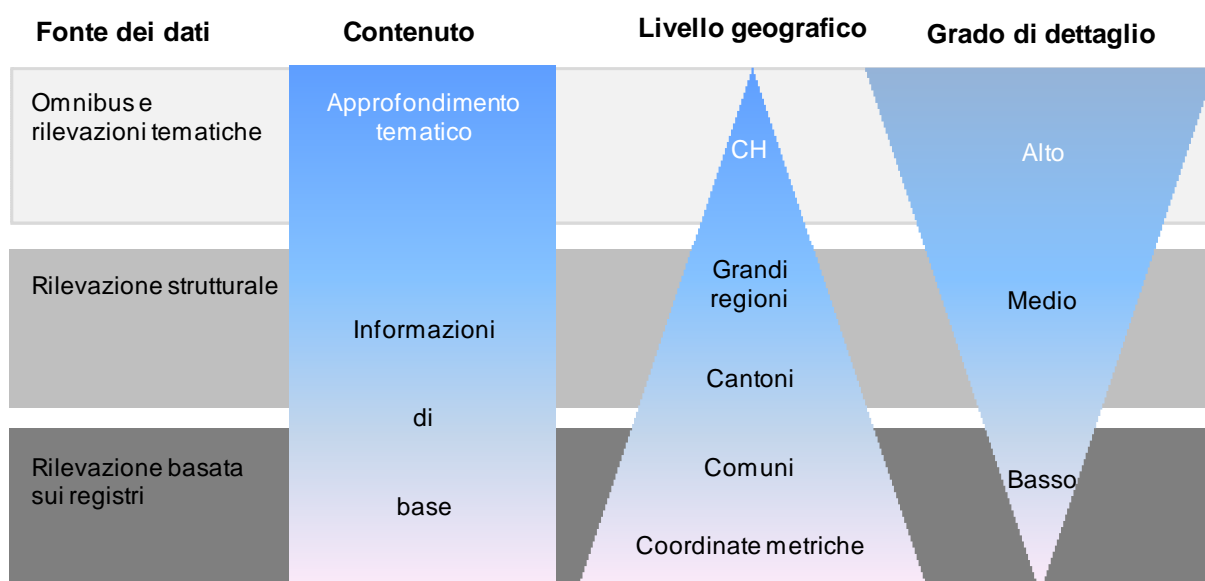 Fonte dei dati
Contenuto
Livello geografico
Grado di dettaglio
Omnibus e
rilevazioni tematiche
Approfondimento
tematico
CH
Alto
Rilevazione strutturale
Informazioni
di
base
Grandi
regioni
Cantoni
Medio
Rilevazione basata
sui registri
Comuni
Coordinate metriche
Basso